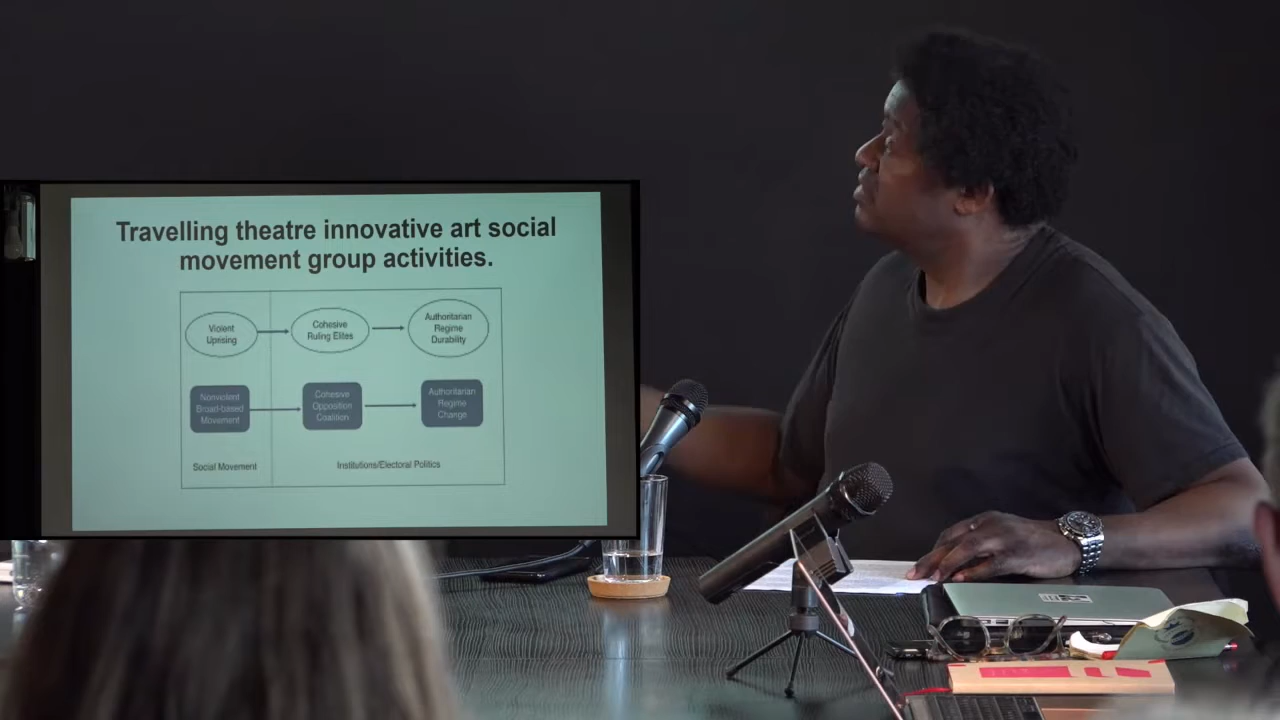 Travelling theatre innovative art social
movement group activities.
Violent
Uprising
Cohesive
Ruling Elites
Authoritarian
Regime
Durability
Nonviolent
Broad-based
Movement
Cohesive
Opposition
Coalition
Authoritarian
Regime
Change
Social Movement
Institutions/Electoral Politics